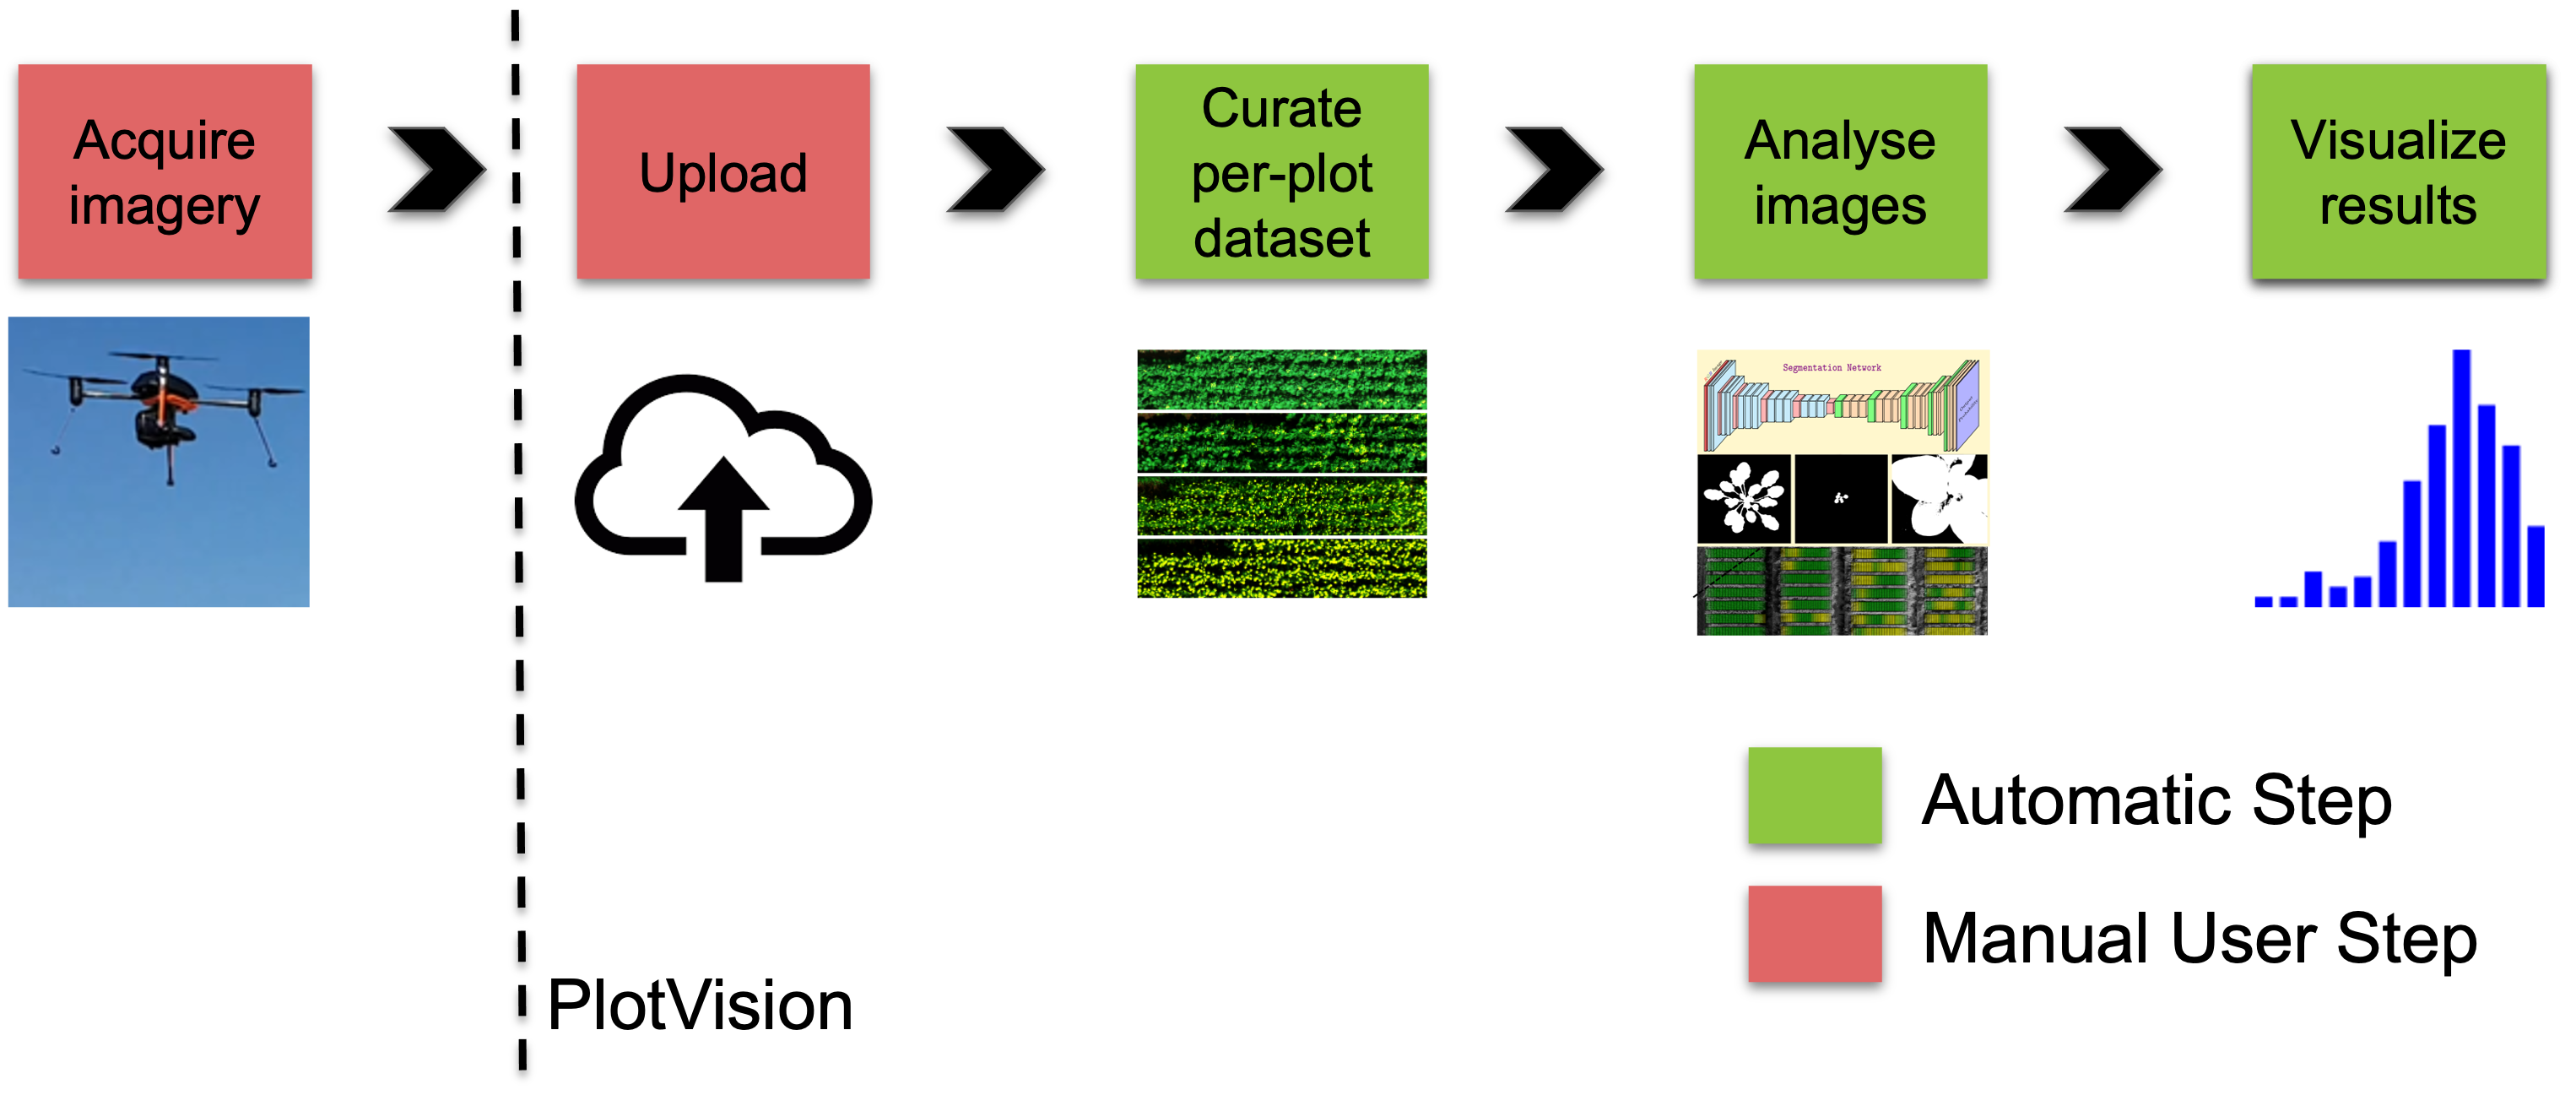 Acquire
imagery
Upload
Curate
per-plot
dataset
Analyse
images
Visualize
results
Segmentation Network
Automatic Step
Manual User Step
PlotVision